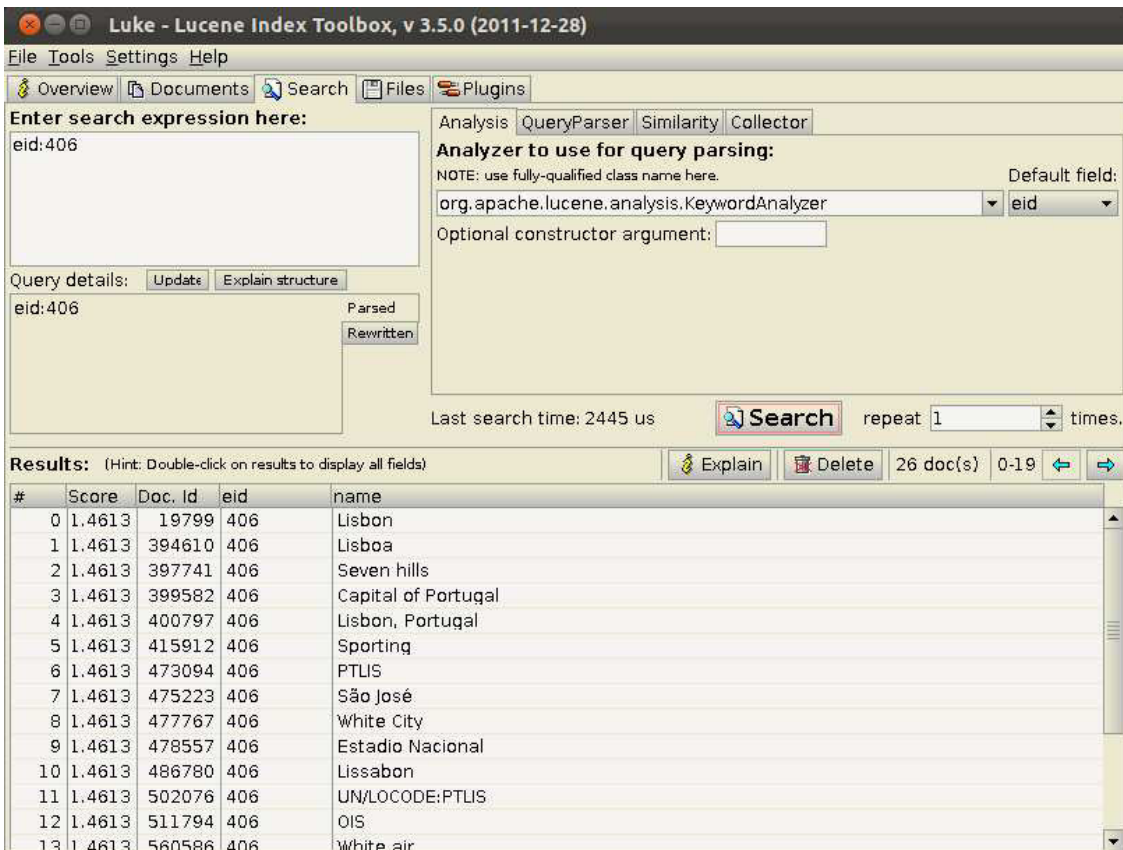 Luke - Lucene Index Toolbox, v 3.5.0 (2011-12-28)
File Tools Settings Help
Overview Documents Search Files Plugins
Enter search expression here:
eid:406
Analysis QueryParser Similarity Collector
Analyzer to use for query parsing:
NOTE: use fully-qualified class name here.
Default field:
org.apache.lucene.analysis.KeywordAnalyzer
eid
Optional constructor argument:
Query details: Update Explain structure
eid:406
Parsed
Rewritten
Last search time: 2445 us
Search
repeat 1 times.
Results: (Hint: Double-click on results to display all fields)
Explain Delete 26 doc(s) 0-19
# Score Doc. Id eid name
0 1.4613 19799 406 Lisbon
1 1.4613 394610 406 Lisboa
2 1.4613 397741 406 Seven hills
3 1.4613 399582 406 Capital of Portugal
4 1.4613 400797 406 Lisbon, Portugal
5 1.4613 415912 406 Sporting
6 1.4613 473094 406 PTLIS
7 1.4613 475223 406 São José
8 1.4613 477767 406 White City
9 1.4613 478557 406 Estadio Nacional
10 1.4613 486780 406 Lissabon
11 1.4613 502076 406 UN/LOCODE:PTLIS
12 1.4613 511794 406 OIS
13 1.4613 560586 406 White air